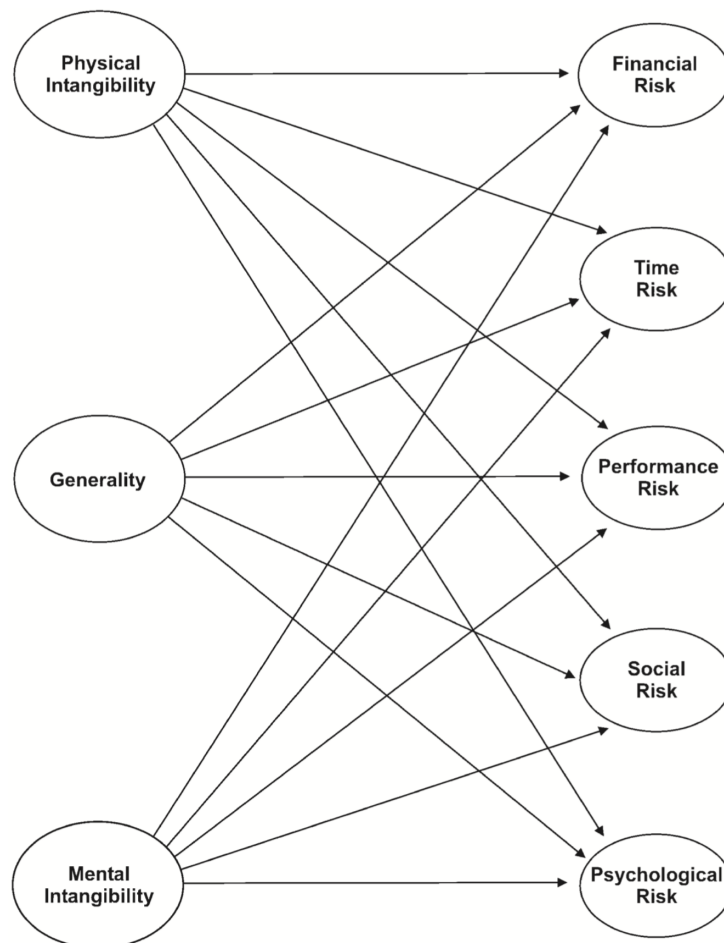 Physical
Intangibility
Financial
Risk
Time
Risk
Generality
Performance
Risk
Social
Risk
Mental
Intangibility
Psychological
Risk